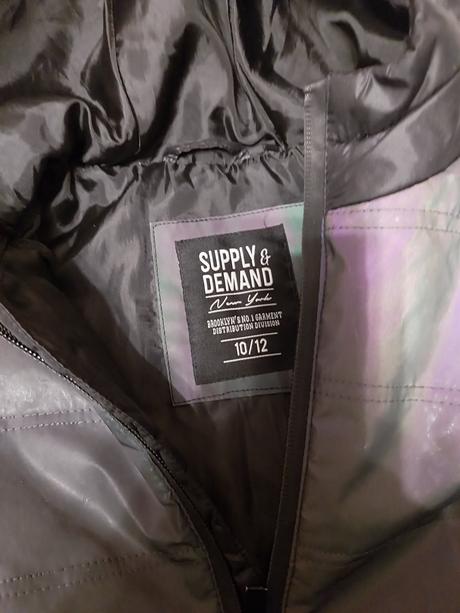 SUPPLY &
DEMAND
New York
BROOKLYN'S NO.1 GARMENT
DISTRIBUTION DIVISION
10/12